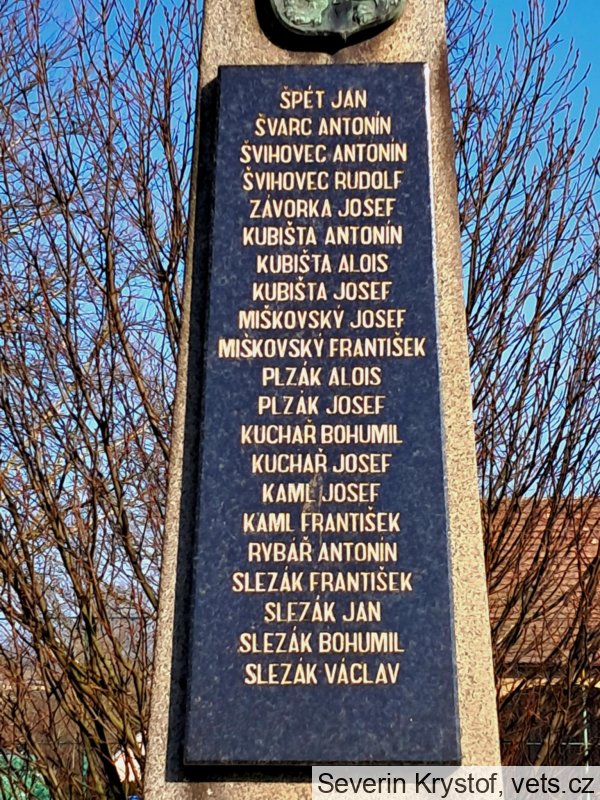 ŠPÉT JAN
ŠVARC ANTONÍN
ŠVIHOVEC ANTONÍN
ŠVIHOVEC RUDOLF
ZÁVORKA JOSEF
KUBIŠTA ANTONÍN
KUBIŠTA ALOIS
KUBIŠTA JOSEF
MIŠKOVSKÝ JOSEF
MIŠKOVSKÝ FRANTIŠEK
PLZÁK ALOIS
PLZÁK JOSEF
KUCHAŘ BOHUMIL
KUCHAŘ JOSEF
KAML JOSEF
KAML FRANTIŠEK
RYBÁŘ ANTONÍN
SLEZÁK FRANTIŠEK
SLEZÁK JAN
SLEZÁK BOHUMIL
SLEZÁK VÁCLAV
Severin Kryštof, vets.cz